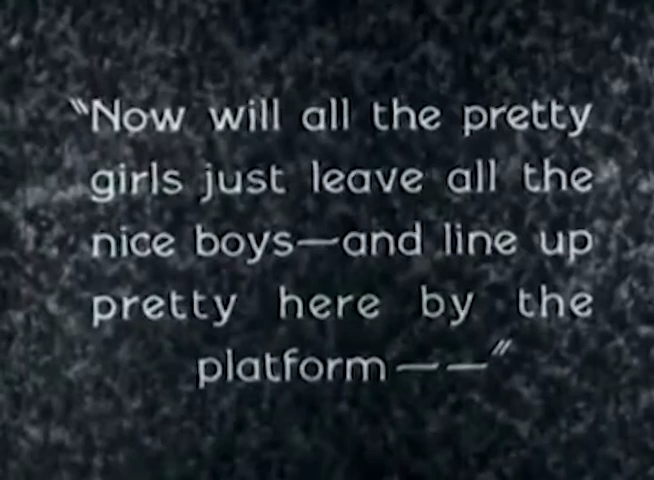 "Now will all the pretty
girls just leave all the
nice boys—and line up
pretty here by the
platform — —"